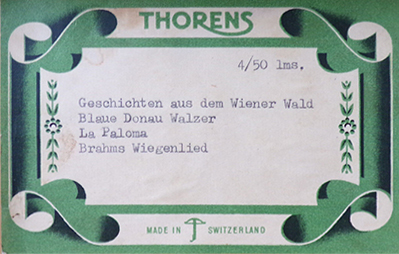 THORENS
4/50 lms.
Geschichten aus dem Wiener Wald
Blaue Donau Walzer
La Paloma
Brahms Wiegenlied
MADE IN SWITZERLAND